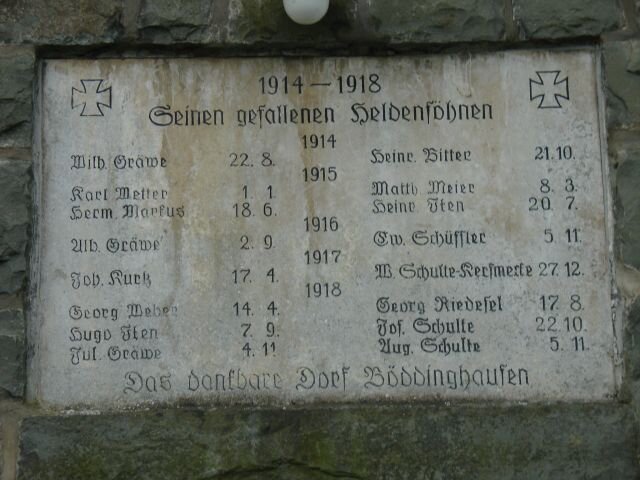 1914 — 1918
Seinen gefallenen Heldensöhnen
1914
Wilh. Gräwe 22. 8. Heinr. Bitter 21. 10.
1915
Karl Metter 1. 1. Matth. Meier 8. 3.
Herm. Markus 18. 6. Heinr. Iten 20. 7.
1916
Alb. Gräwe 2. 9. Ew. Schüffler 5. 11.
1917
Joh. Kurtz 17. 4. W. Schulte-Kersmecke 27. 12.
1918
Georg Weber 14. 4. Georg Riedesel 17. 8.
Hugo Iten 7. 9. Jos. Schulte 22. 10.
Jul. Gräwe 4. 11. Aug. Schulte 5. 11.
Das dankbare Dorf Böddinghausen